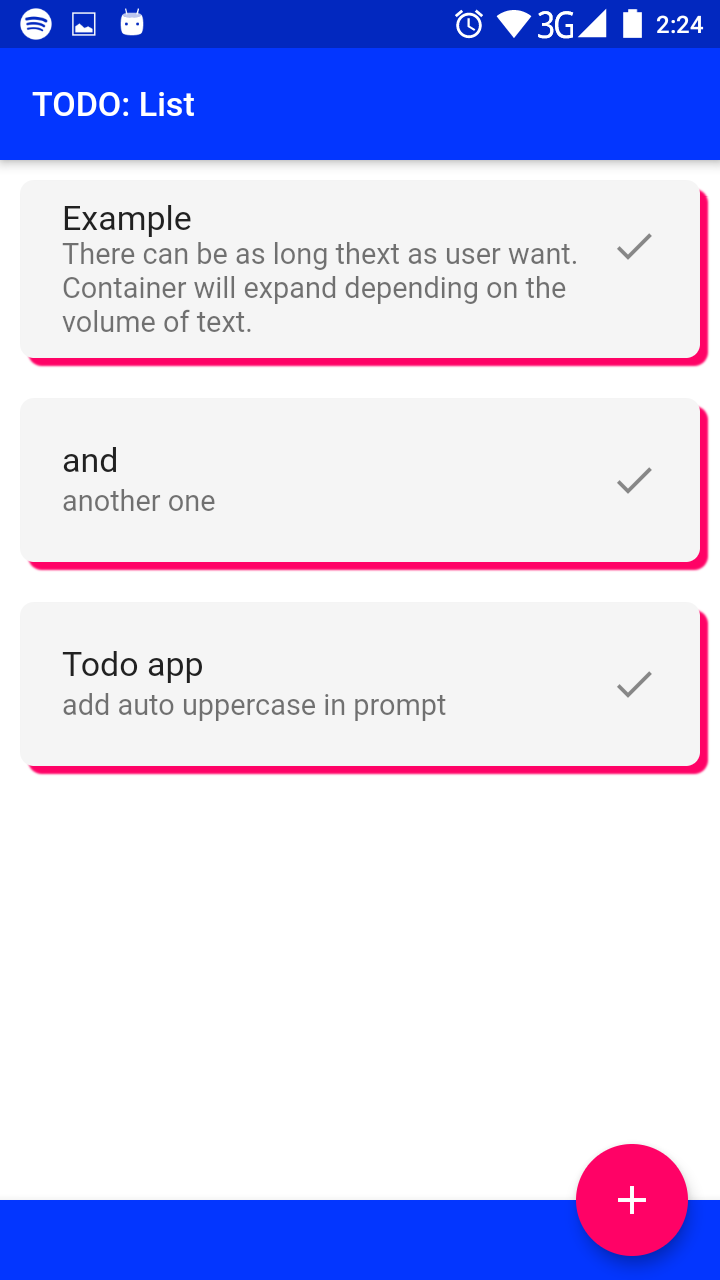 3G 2:24
TODO: List
Example
There can be as long thext as user want.
Container will expand depending on the
volume of text.
and
another one
Todo app
add auto uppercase in prompt